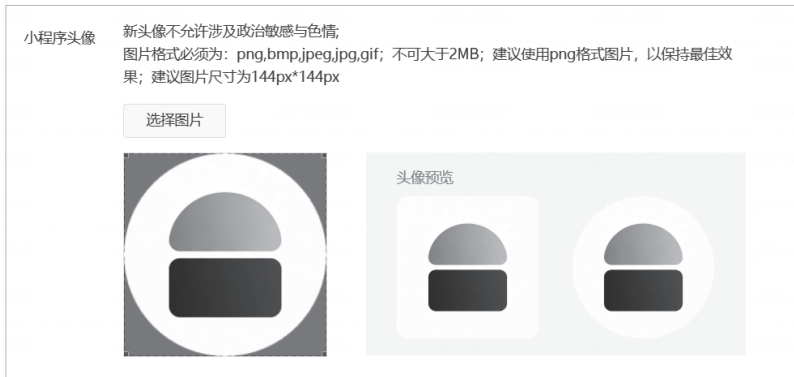 小程序头像
新头像不允许涉及政治敏感与色情;
图片格式必须为：png,bmp,jpeg,jpg,gif；不可大于2MB；建议使用png格式图片，以保持最佳效
果；建议图片尺寸为144px*144px
选择图片
头像预览